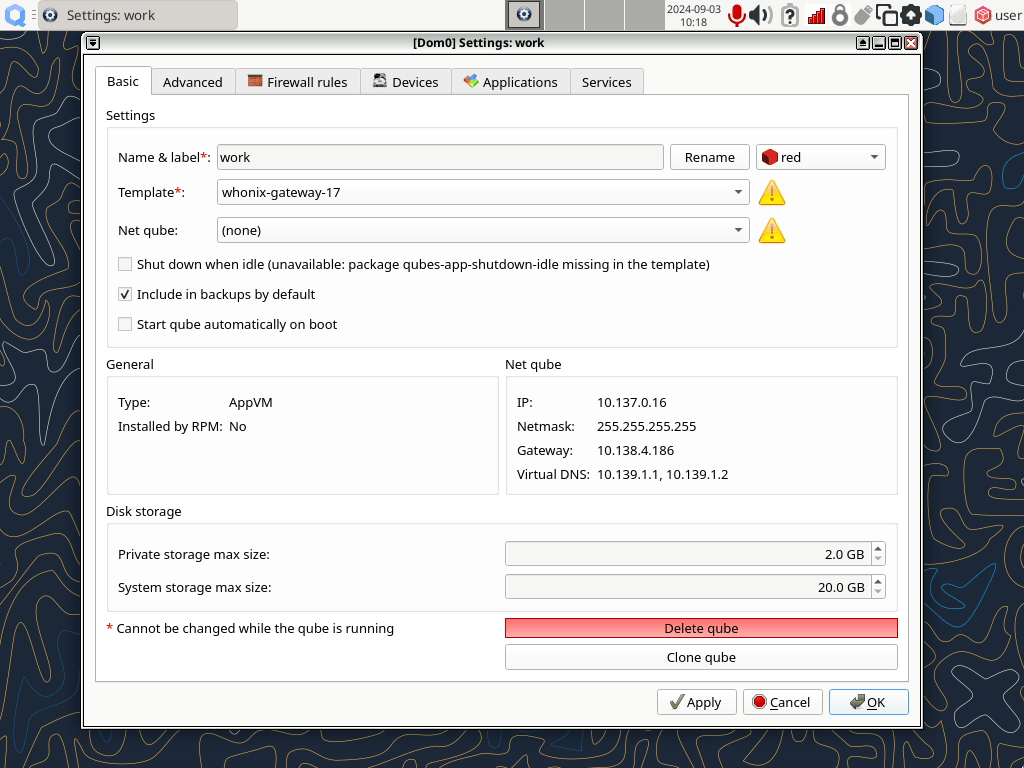 Settings: work
2024-09-03
10:18
user
[Dom0] Settings: work
Basic
Advanced
Firewall rules
Devices
Applications
Services
Settings
Name & label*:
work
Rename
red
Template*:
whonix-gateway-17
Net qube:
(none)
Shut down when idle (unavailable: package qubes-app-shutdown-idle missing in the template)
Include in backups by default
Start qube automatically on boot
General
Type: AppVM
Installed by RPM: No
Net qube
IP: 10.137.0.16
Netmask: 255.255.255.255
Gateway: 10.138.4.186
Virtual DNS: 10.139.1.1, 10.139.1.2
Disk storage
Private storage max size: 2.0 GB
System storage max size: 20.0 GB
* Cannot be changed while the qube is running
Delete qube
Clone qube
Apply
Cancel
OK